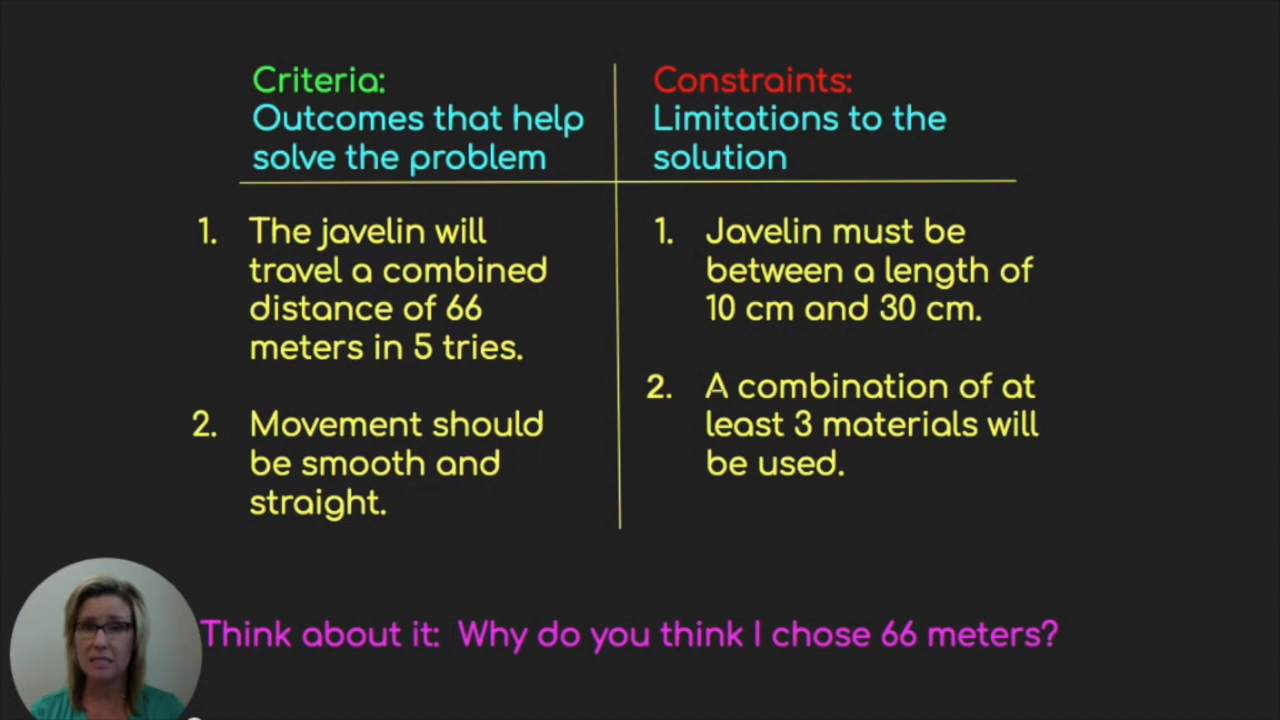 Criteria:
Outcomes that help
solve the problem
1. The javelin will
travel a combined
distance of 66
meters in 5 tries.
2. Movement should
be smooth and
straight.
Constraints:
Limitations to the
solution
1. Javelin must be
between a length of
10 cm and 30 cm.
2. A combination of at
least 3 materials will
be used.
Think about it: Why do you think I chose 66 meters?